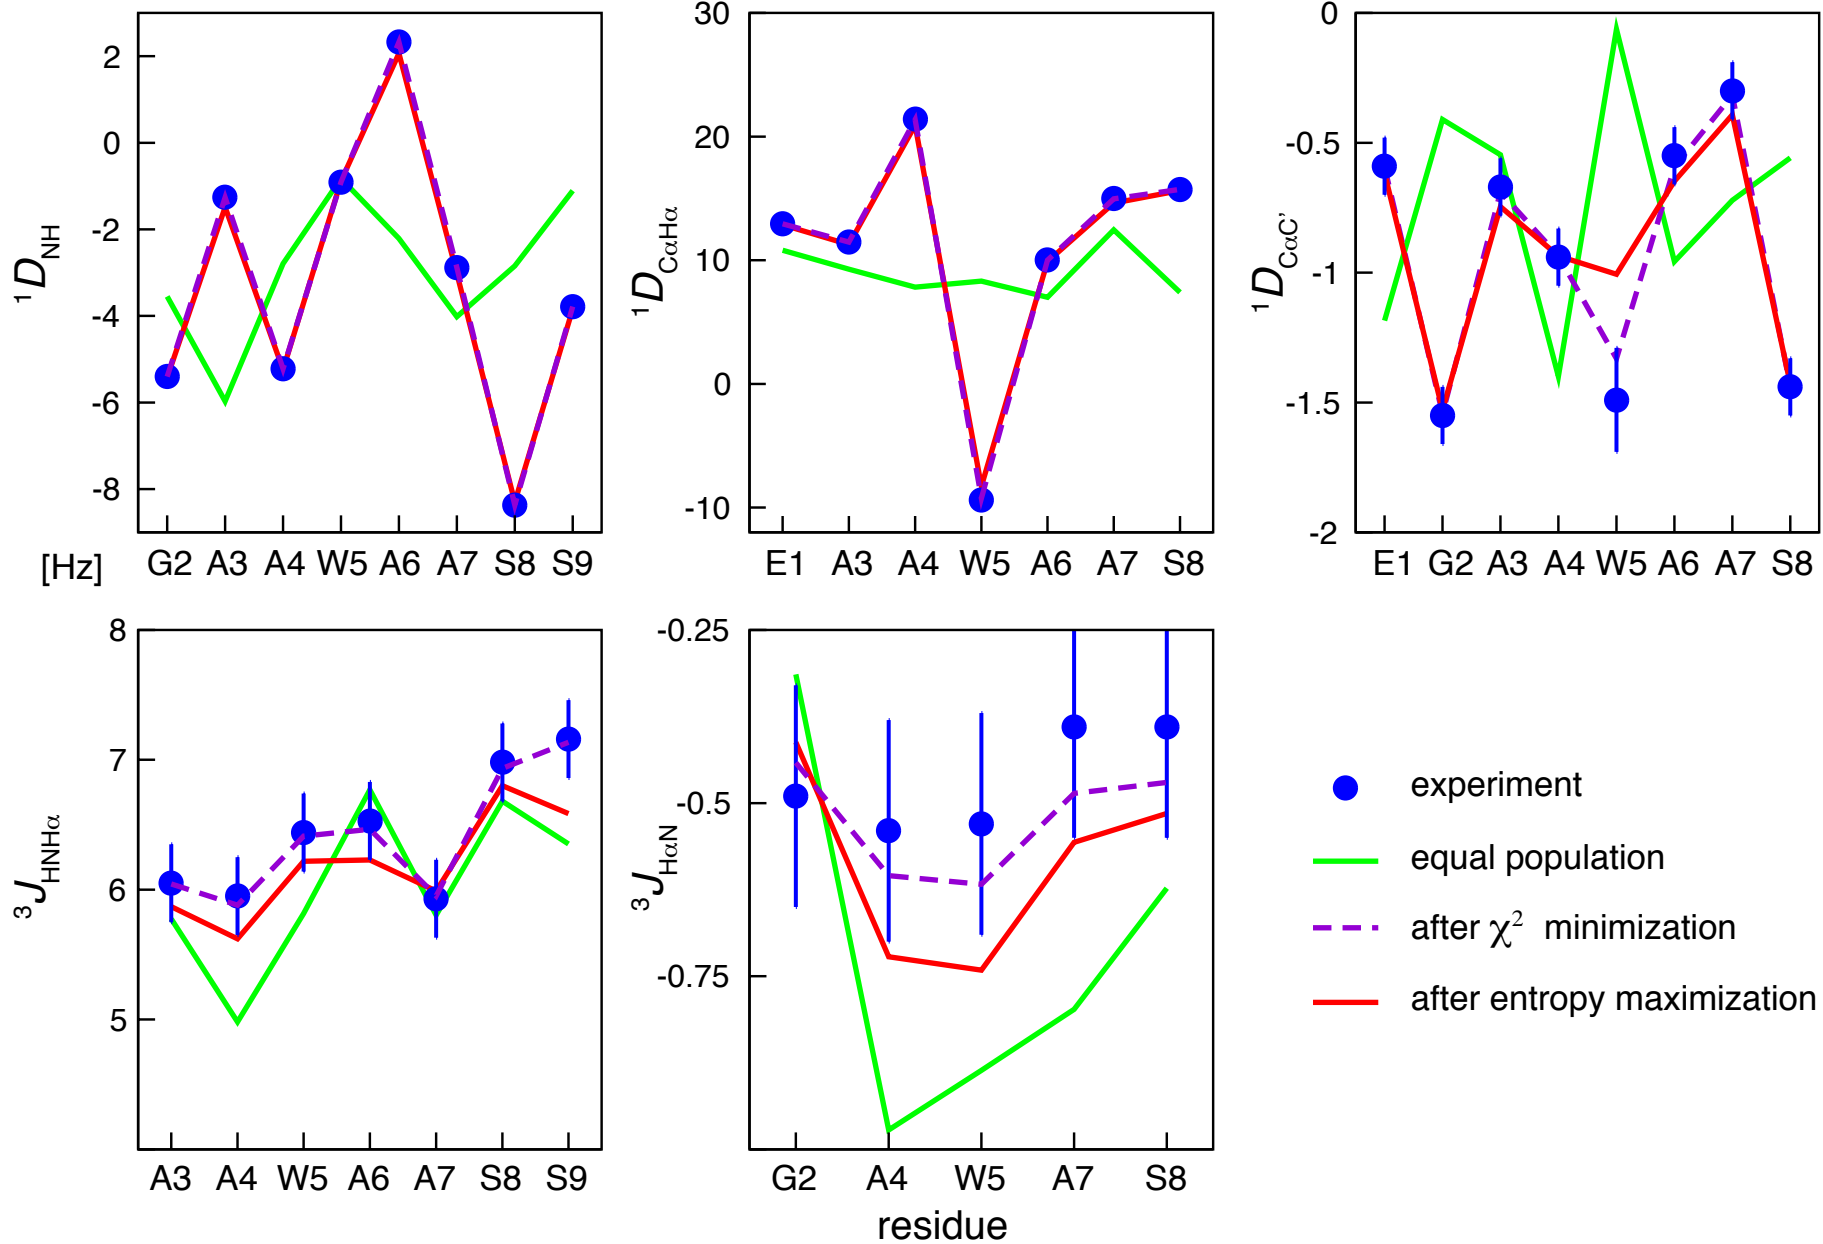 2
0
-2
-4
-6
-8
¹D_NH
[Hz]
G2 A3 A4 W5 A6 A7 S8 S9
30
20
10
0
-10
¹D_CαHα
E1 A3 A4 W5 A6 A7 S8
0
-0.5
-1
-1.5
-2
¹D_CαC’
E1 G2 A3 A4 W5 A6 A7 S8
8
7
6
5
³J_HNHα
A3 A4 W5 A6 A7 S8 S9
-0.25
-0.5
-0.75
³J_HαN
G2 A4 W5 A7 S8
residue
experiment
equal population
after χ² minimization
after entropy maximization